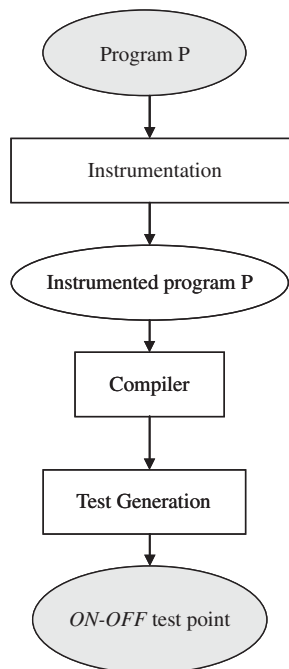 Program P
Instrumentation
Instrumented program P
Compiler
Test Generation
ON-OFF test point